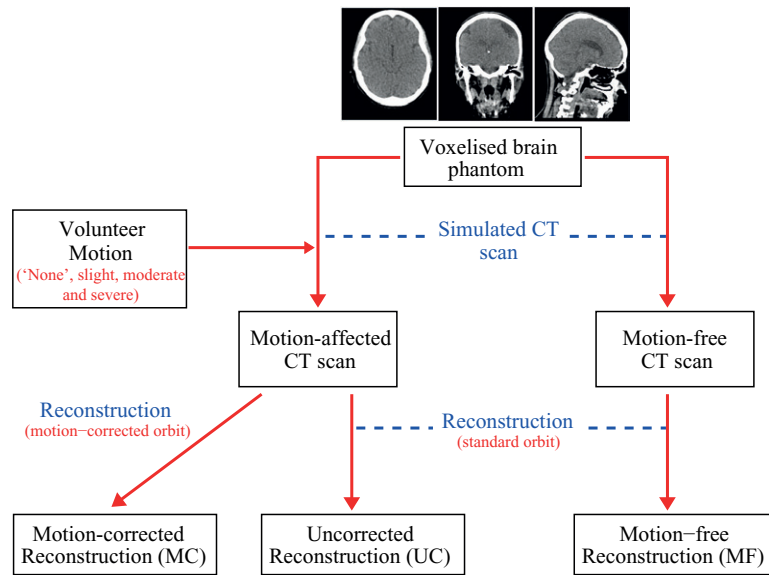 Voxelised brain
phantom
Volunteer
Motion
(‘None’, slight, moderate
and severe)
Simulated CT
scan
Motion-affected
CT scan
Motion-free
CT scan
Reconstruction
(motion−corrected orbit)
Reconstruction
(standard orbit)
Motion-corrected
Reconstruction (MC)
Uncorrected
Reconstruction (UC)
Motion−free
Reconstruction (MF)